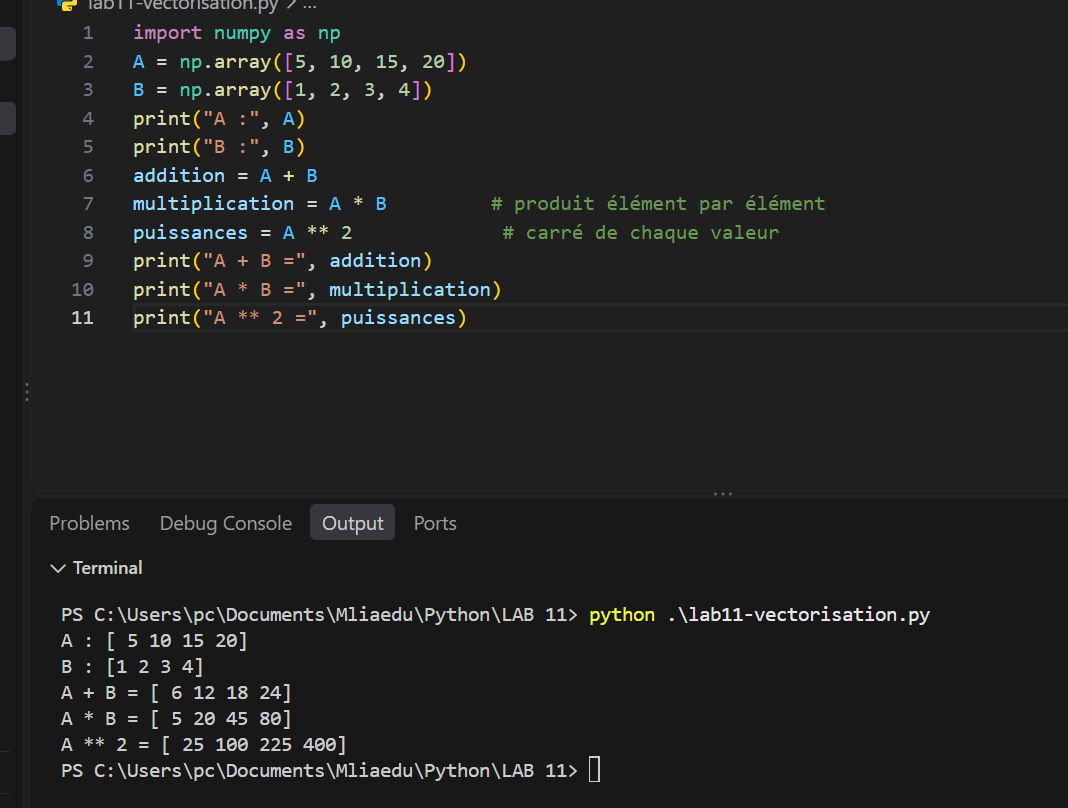 lab11-vectorisation.py > ...
1 import numpy as np
2 A = np.array([5, 10, 15, 20])
3 B = np.array([1, 2, 3, 4])
4 print("A :", A)
5 print("B :", B)
6 addition = A + B
7 multiplication = A * B # produit élément par élément
8 puissances = A ** 2 # carré de chaque valeur
9 print("A + B =", addition)
10 print("A * B =", multiplication)
11 print("A ** 2 =", puissances)
Problems Debug Console Output Ports
Terminal
PS C:\Users\pc\Documents\Mliaedu\Python\LAB 11> python .\lab11-vectorisation.py
A : [ 5 10 15 20]
B : [1 2 3 4]
A + B = [ 6 12 18 24]
A * B = [ 5 20 45 80]
A ** 2 = [ 25 100 225 400]
PS C:\Users\pc\Documents\Mliaedu\Python\LAB 11>